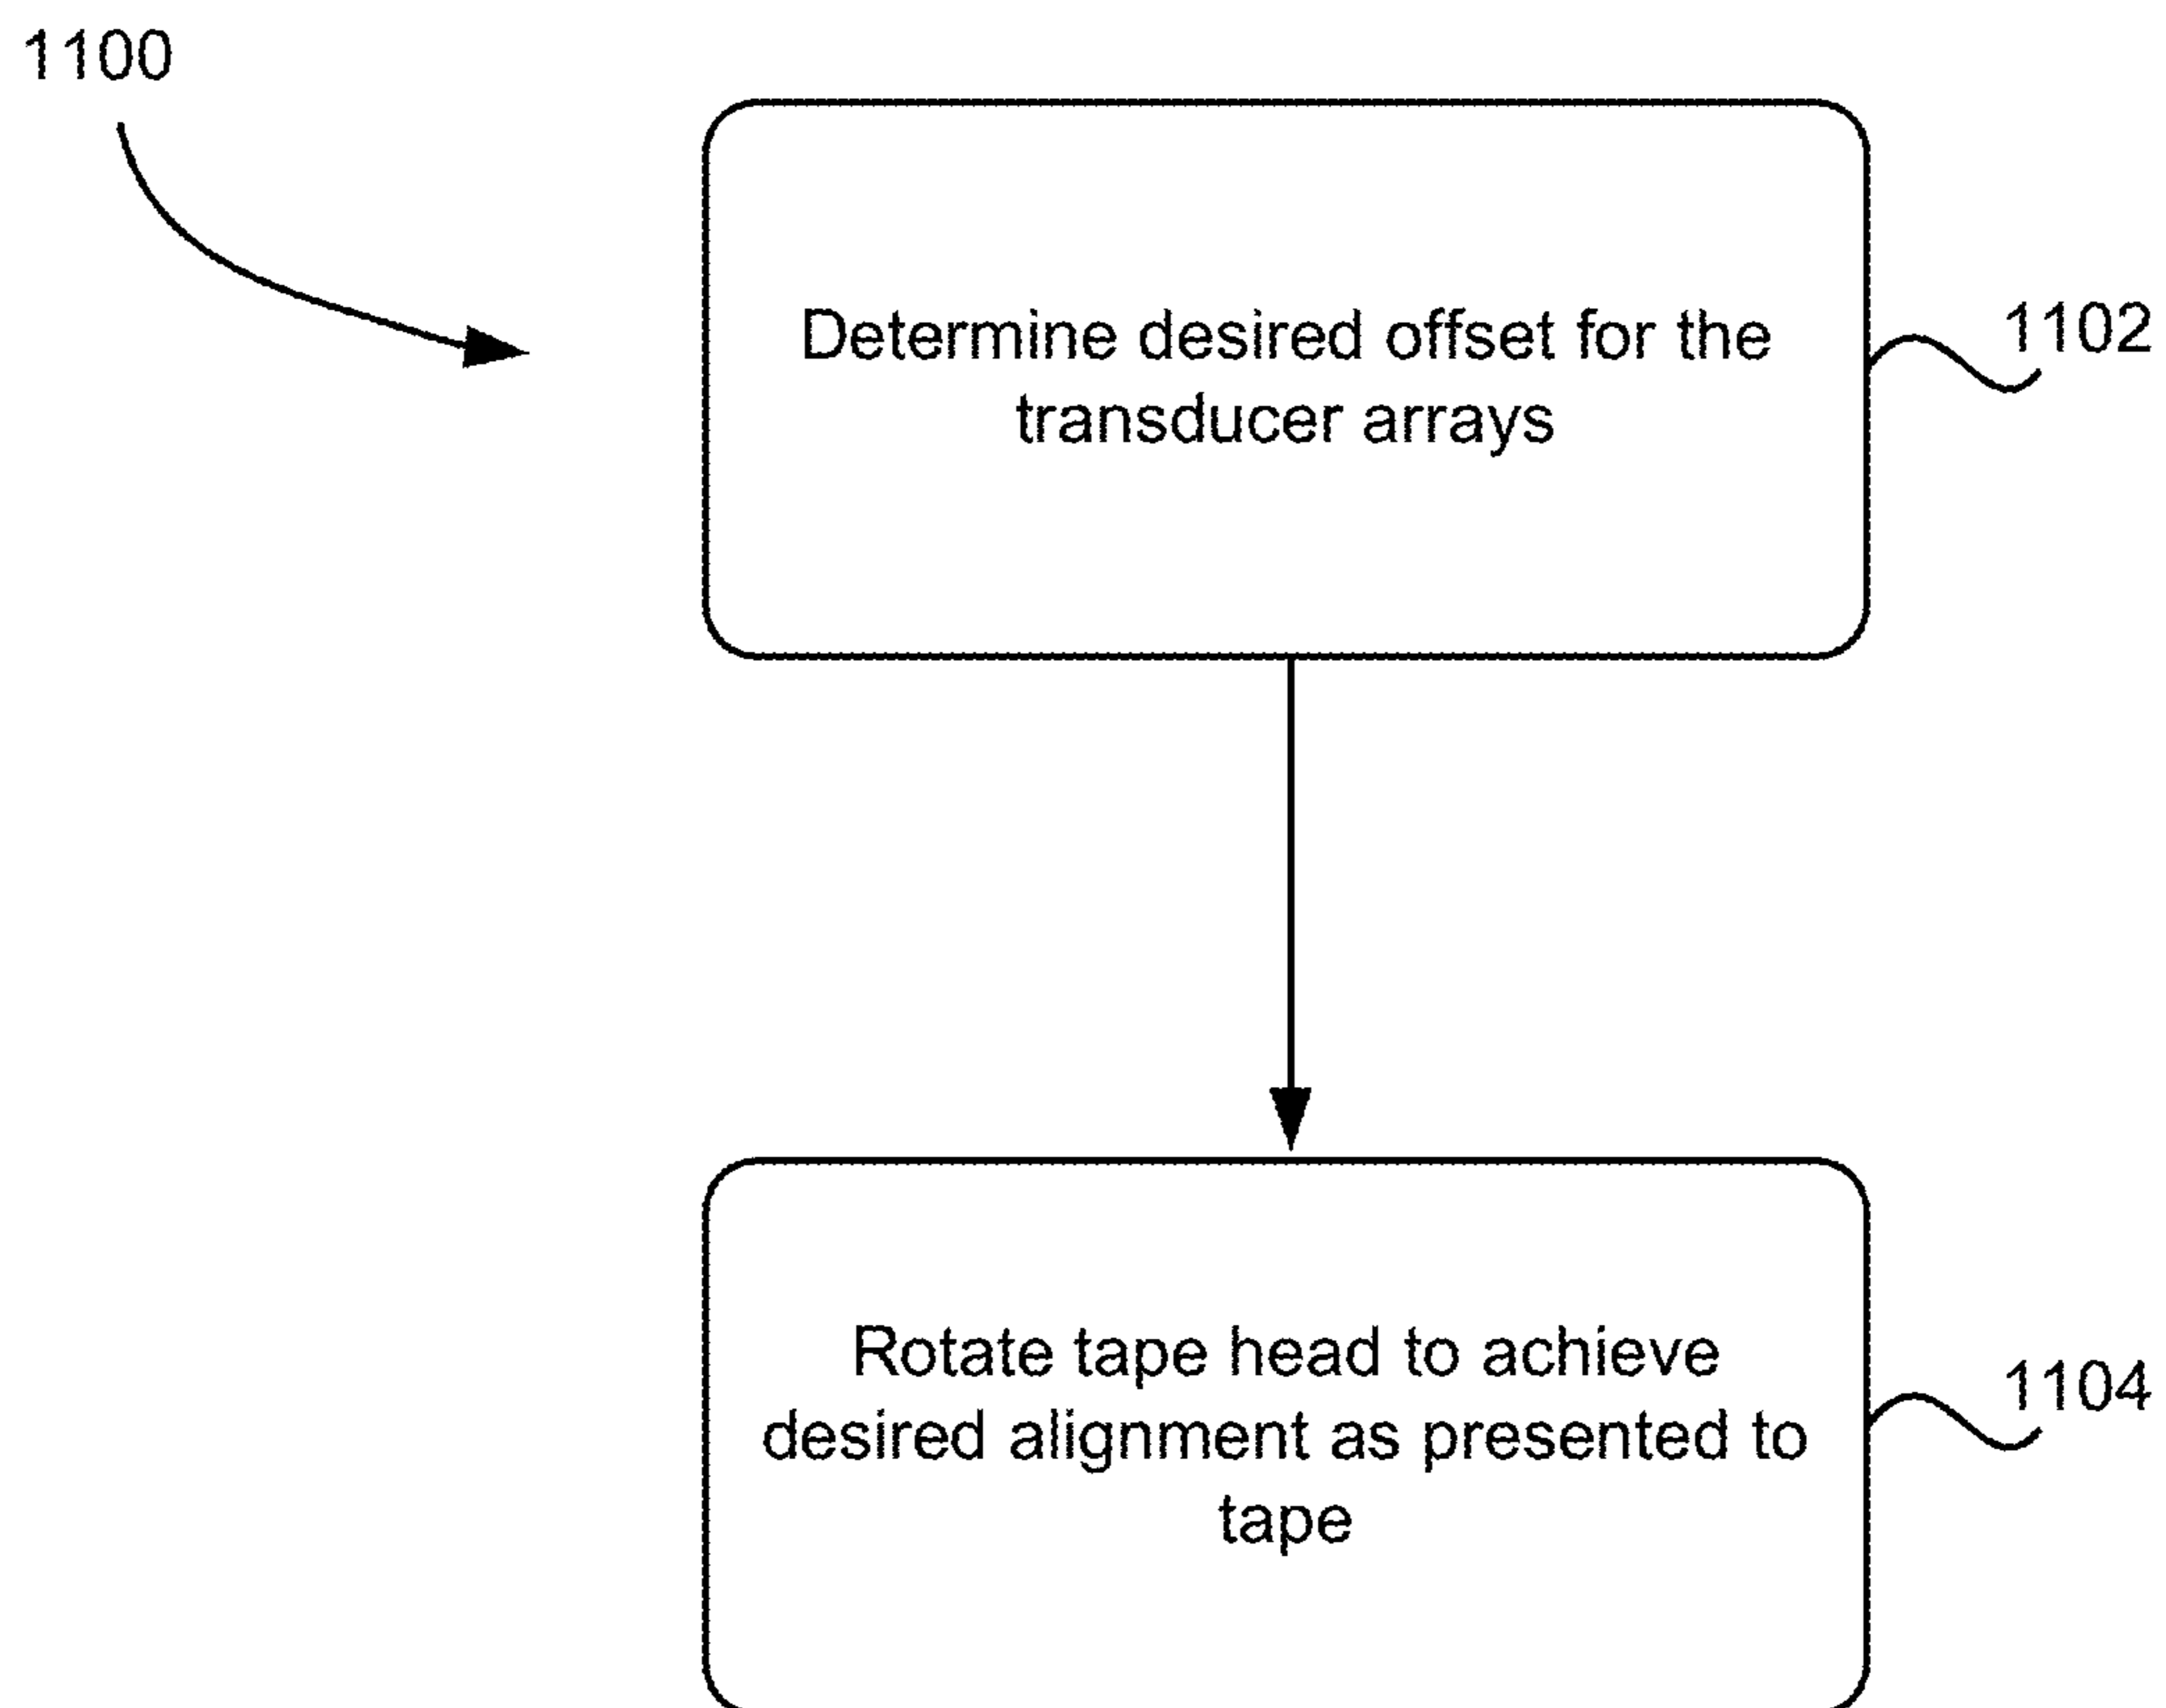 1100
Determine desired offset for the
transducer arrays
1102
Rotate tape head to achieve
desired alignment as presented to
tape
1104